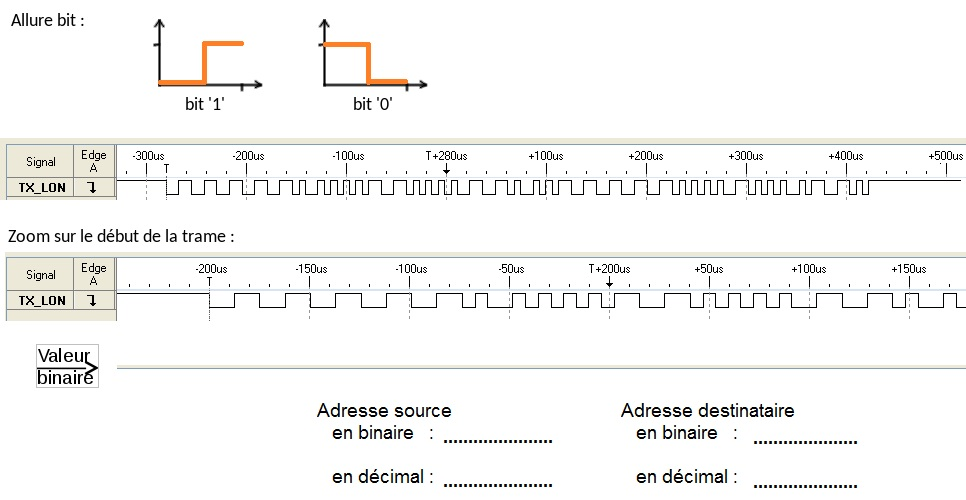 Allure bit :
bit '1'
bit '0'
Signal Edge A -300us -200us -100us T+280us +100us +200us +300us +400us +500us
T
TX_LON
Zoom sur le début de la trame :
Signal Edge A -200us -150us -100us -50us T+200us +50us +100us +150us
T
TX_LON
Valeur
binaire
Adresse source Adresse destinataire
en binaire : ...................... en binaire : .....................
en décimal : ...................... en décimal : .....................